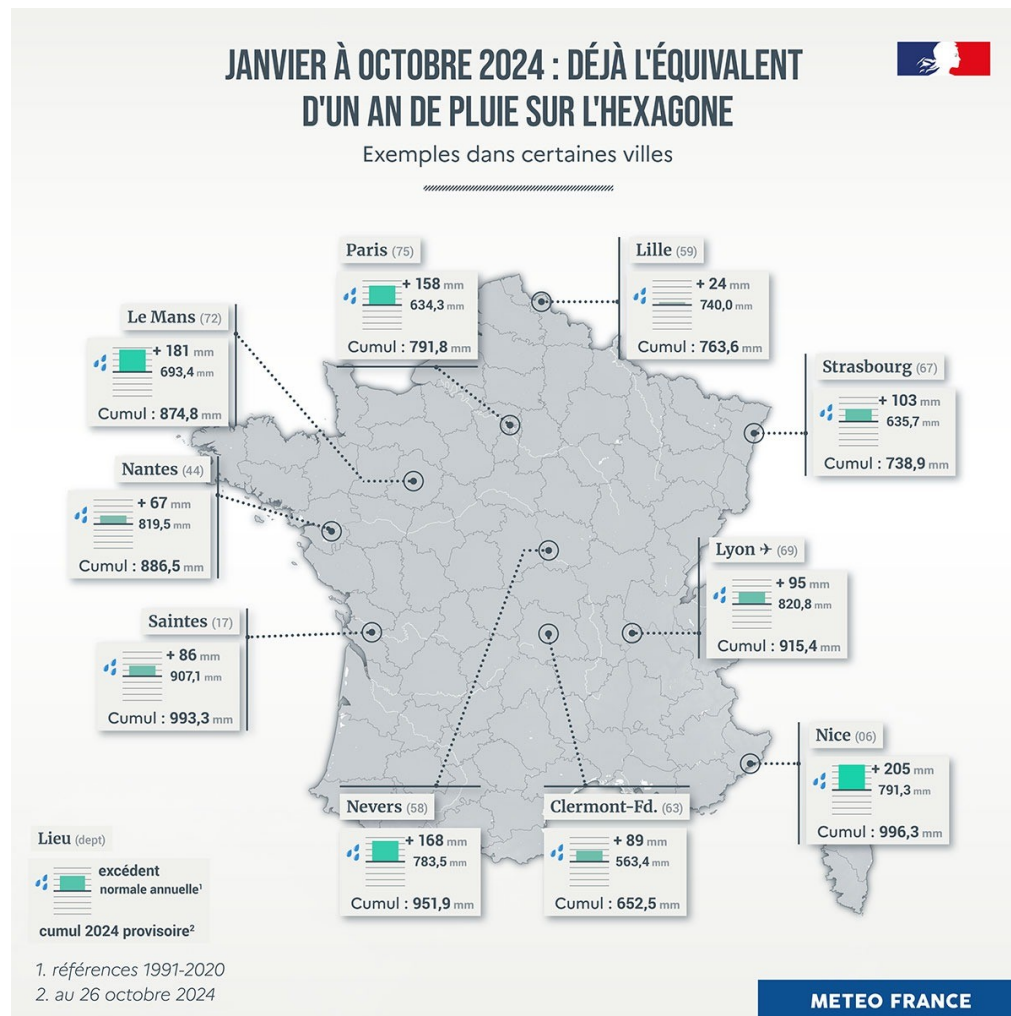 JANVIER À OCTOBRE 2024 : DÉJÀ L'ÉQUIVALENT
D'UN AN DE PLUIE SUR L'HEXAGONE
Exemples dans certaines villes
Paris (75)
+ 158 mm
634,3 mm
Cumul : 791,8 mm
Lille (59)
+ 24 mm
740,0 mm
Cumul : 763,6 mm
Le Mans (72)
+ 181 mm
693,4 mm
Cumul : 874,8 mm
Strasbourg (67)
+ 103 mm
635,7 mm
Cumul : 738,9 mm
Nantes (44)
+ 67 mm
819,5 mm
Cumul : 886,5 mm
Lyon ✈ (69)
+ 95 mm
820,8 mm
Cumul : 915,4 mm
Saintes (17)
+ 86 mm
907,1 mm
Cumul : 993,3 mm
Nice (06)
+ 205 mm
791,3 mm
Cumul : 996,3 mm
Nevers (58)
+ 168 mm
783,5 mm
Cumul : 951,9 mm
Clermont-Fd. (63)
+ 89 mm
563,4 mm
Cumul : 652,5 mm
Lieu (dept)
excédent
normale annuelle¹
cumul 2024 provisoire²
1. références 1991-2020
2. au 26 octobre 2024
METEO FRANCE